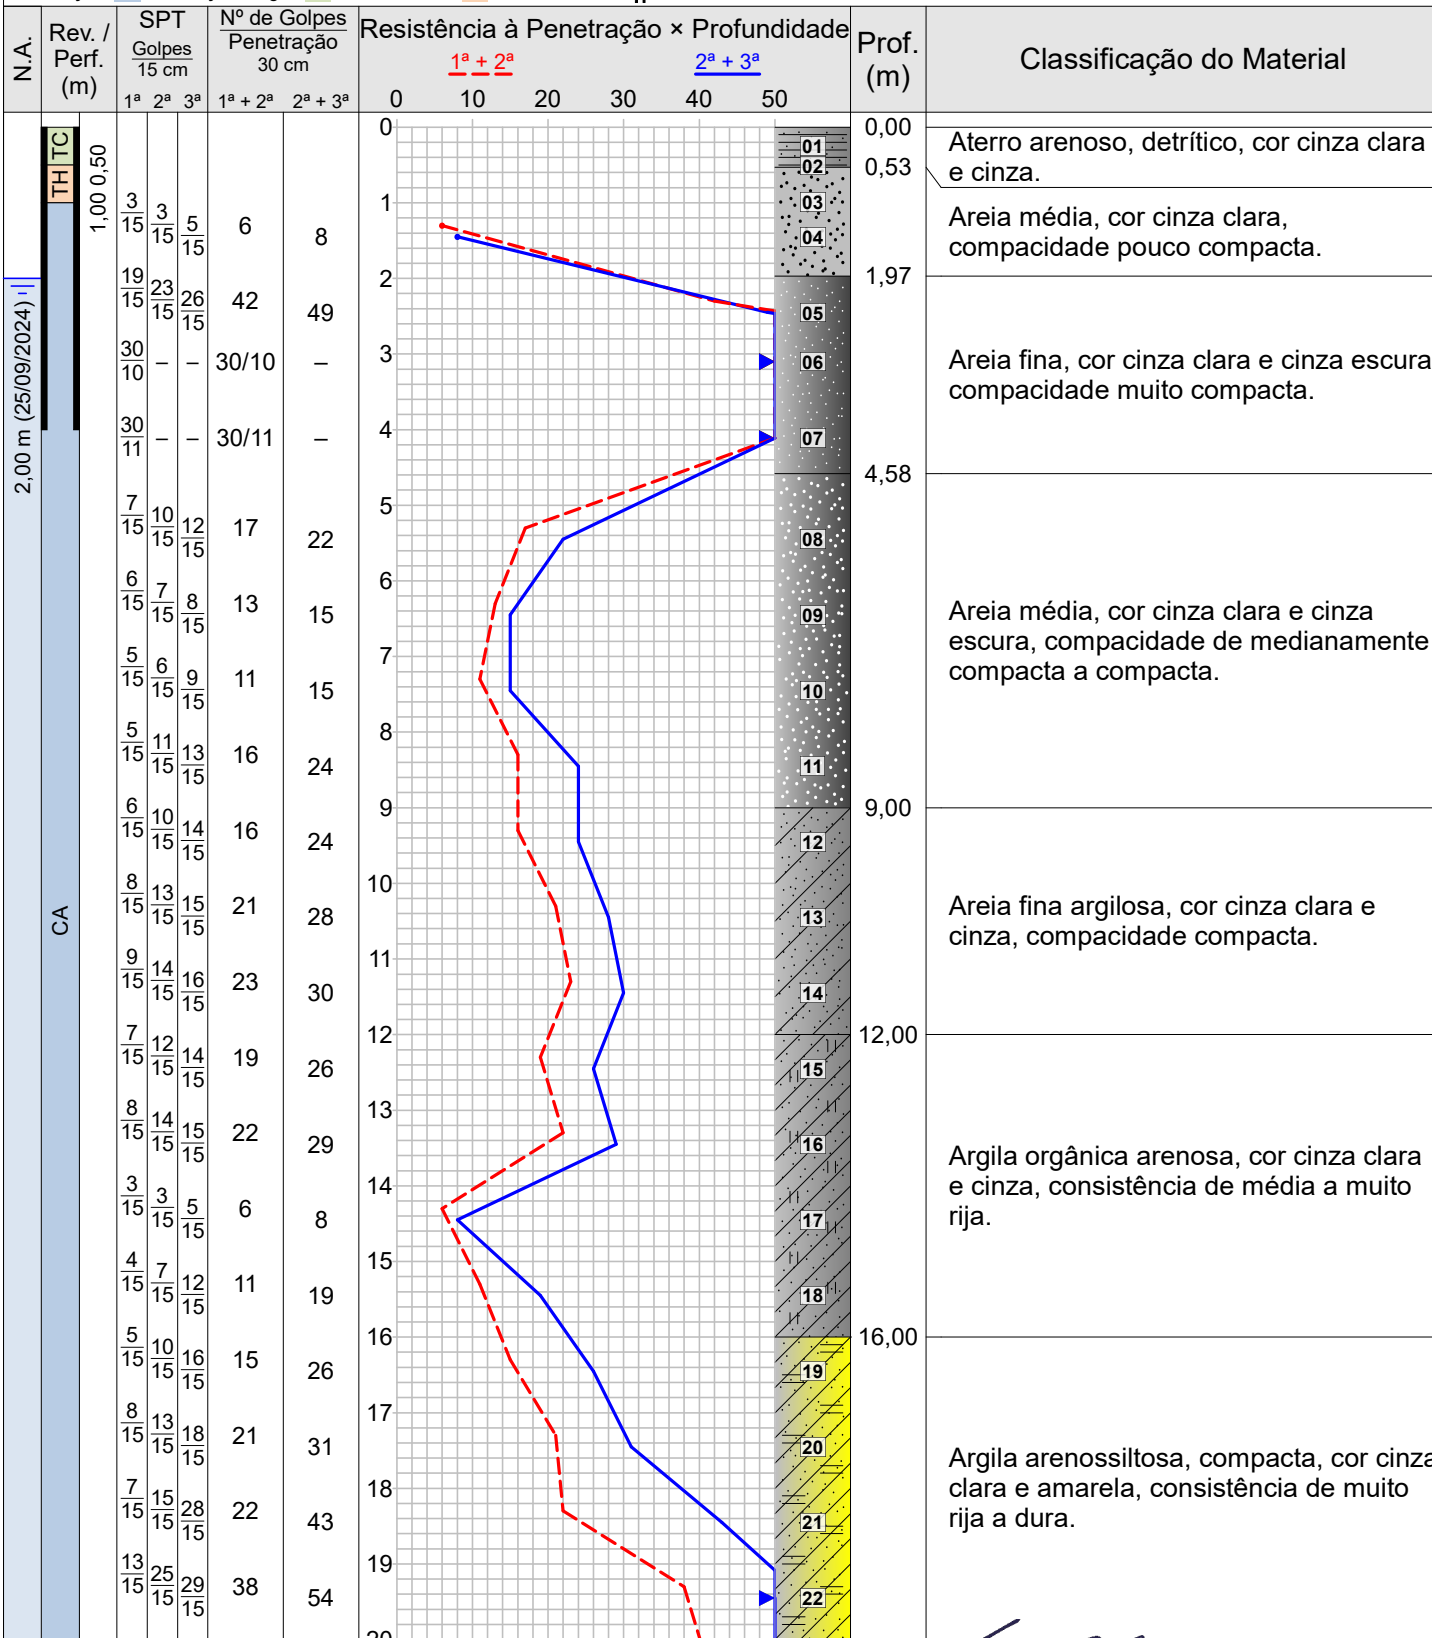 N.A.
Rev. /
Perf.
(m)
SPT
Golpes
15 cm
1ª 2ª 3ª
Nº de Golpes
Penetração
30 cm
1ª + 2ª 2ª + 3ª
Resistência à Penetração × Profundidade
1ª + 2ª 2ª + 3ª
0 10 20 30 40 50
Prof.
(m)
Classificação do Material
2,00 m (25/09/2024)
TC
TH
CA
1,00 0,50
3/15 3/15 5/15 6 8
19/15 23/15 26/15 42 49
30/10 – – 30/10 –
30/11 – – 30/11 –
7/15 10/15 12/15 17 22
6/15 7/15 8/15 13 15
5/15 6/15 9/15 11 15
5/15 11/15 13/15 16 24
6/15 10/15 14/15 16 24
8/15 13/15 15/15 21 28
9/15 14/15 16/15 23 30
7/15 12/15 14/15 19 26
8/15 14/15 15/15 22 29
3/15 3/15 5/15 6 8
4/15 7/15 12/15 11 19
5/15 10/15 16/15 15 26
8/15 13/15 18/15 21 31
7/15 15/15 28/15 22 43
13/15 25/15 29/15 38 54
0
1
2
3
4
5
6
7
8
9
10
11
12
13
14
15
16
17
18
19
20
01
02
03
04
05
06
07
08
09
10
11
12
13
14
15
16
17
18
19
20
21
22
0,00
0,53
1,97
4,58
9,00
12,00
16,00
Aterro arenoso, detrítico, cor cinza clara
e cinza.
Areia média, cor cinza clara,
compacidade pouco compacta.
Areia fina, cor cinza clara e cinza escura
compacidade muito compacta.
Areia média, cor cinza clara e cinza
escura, compacidade de medianamente
compacta a compacta.
Areia fina argilosa, cor cinza clara e
cinza, compacidade compacta.
Argila orgânica arenosa, cor cinza clara
e cinza, consistência de média a muito
rija.
Argila arenossiltosa, compacta, cor cinza
clara e amarela, consistência de muito
rija a dura.